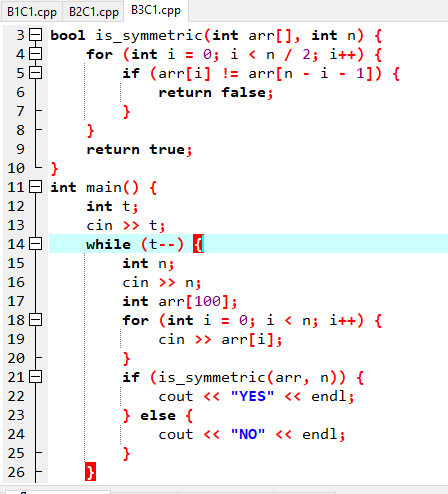 B1C1.cpp B2C1.cpp B3C1.cpp
3 bool is_symmetric(int arr[], int n) {
4 for (int i = 0; i < n / 2; i++) {
5 if (arr[i] != arr[n - i - 1]) {
6 return false;
7 }
8 }
9 return true;
10 }
11 int main() {
12 int t;
13 cin >> t;
14 while (t--) {
15 int n;
16 cin >> n;
17 int arr[100];
18 for (int i = 0; i < n; i++) {
19 cin >> arr[i];
20 }
21 if (is_symmetric(arr, n)) {
22 cout << "YES" << endl;
23 } else {
24 cout << "NO" << endl;
25 }
26 }